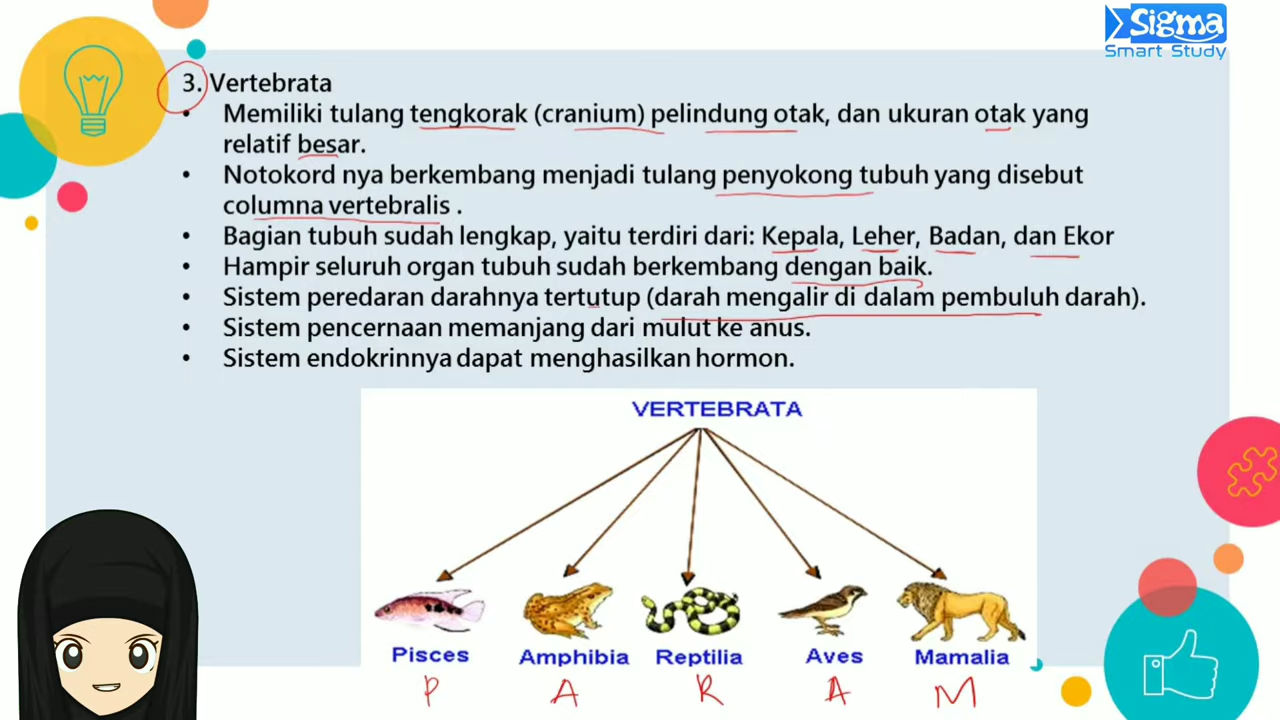 Sigma
Smart Study
3. Vertebrata
• Memiliki tulang tengkorak (cranium) pelindung otak, dan ukuran otak yang
relatif besar.
• Notokord nya berkembang menjadi tulang penyokong tubuh yang disebut
columna vertebralis .
• Bagian tubuh sudah lengkap, yaitu terdiri dari: Kepala, Leher, Badan, dan Ekor
• Hampir seluruh organ tubuh sudah berkembang dengan baik.
• Sistem peredaran darahnya tertutup (darah mengalir di dalam pembuluh darah).
• Sistem pencernaan memanjang dari mulut ke anus.
• Sistem endokrinnya dapat menghasilkan hormon.
VERTEBRATA
Pisces Amphibia Reptilia Aves Mamalia
P A R A M